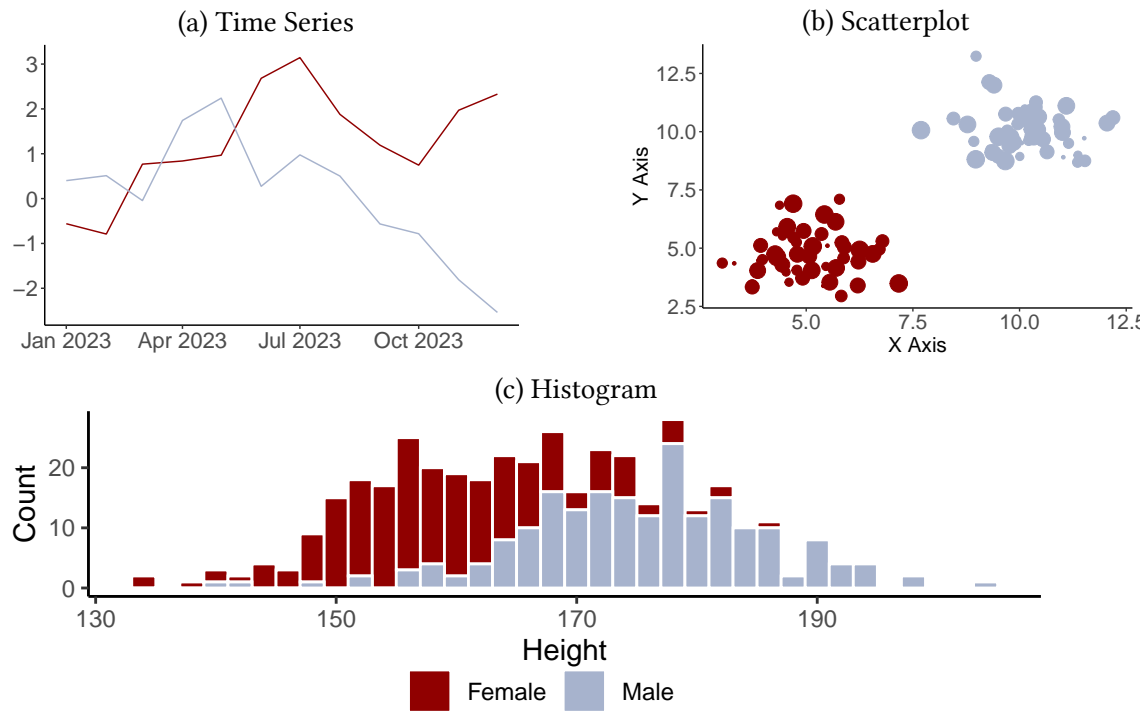 (a) Time Series
3
2
1
0
−1
−2
Jan 2023 Apr 2023 Jul 2023 Oct 2023
(b) Scatterplot
Y Axis
12.5
10.0
7.5
5.0
2.5
5.0 7.5 10.0 12.5
X Axis
(c) Histogram
Count
20
10
0
130 150 170 190
Height
Female Male